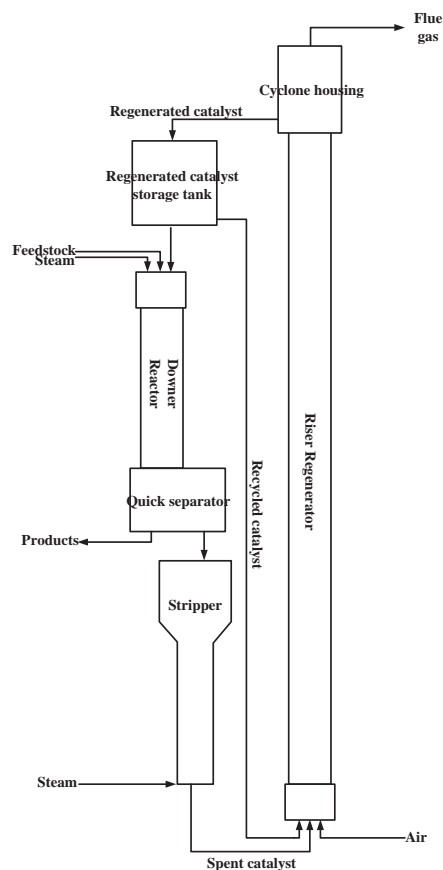 Flue
gas
Cyclone housing
Regenerated catalyst
Regenerated catalyst
storage tank
Feedstock
Steam
Downer
Reactor
Recycled catalyst
Riser Regenerator
Quick separator
Products
Stripper
Steam
Air
Spent catalyst